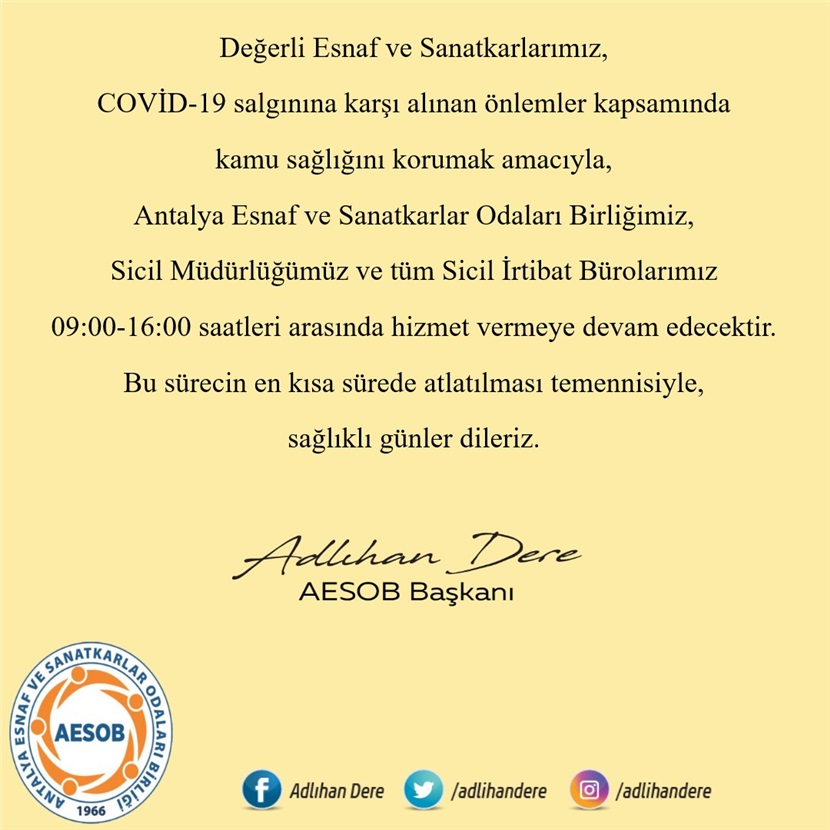 Değerli Esnaf ve Sanatkarlarımız,
COVİD-19 salgınına karşı alınan önlemler kapsamında
kamu sağlığını korumak amacıyla,
Antalya Esnaf ve Sanatkarlar Odaları Birliğimiz,
Sicil Müdürlüğümüz ve tüm Sicil İrtibat Bürolarımız
09:00-16:00 saatleri arasında hizmet vermeye devam edecektir.
Bu sürecin en kısa sürede atlatılması temennisiyle,
sağlıklı günler dileriz.
Adlıhan Dere
AESOB Başkanı
ANTALYA ESNAF VE SANATKARLAR ODALARI BİRLİĞİ
AESOB
1966
Adlıhan Dere
/adlihandere
/adlihandere